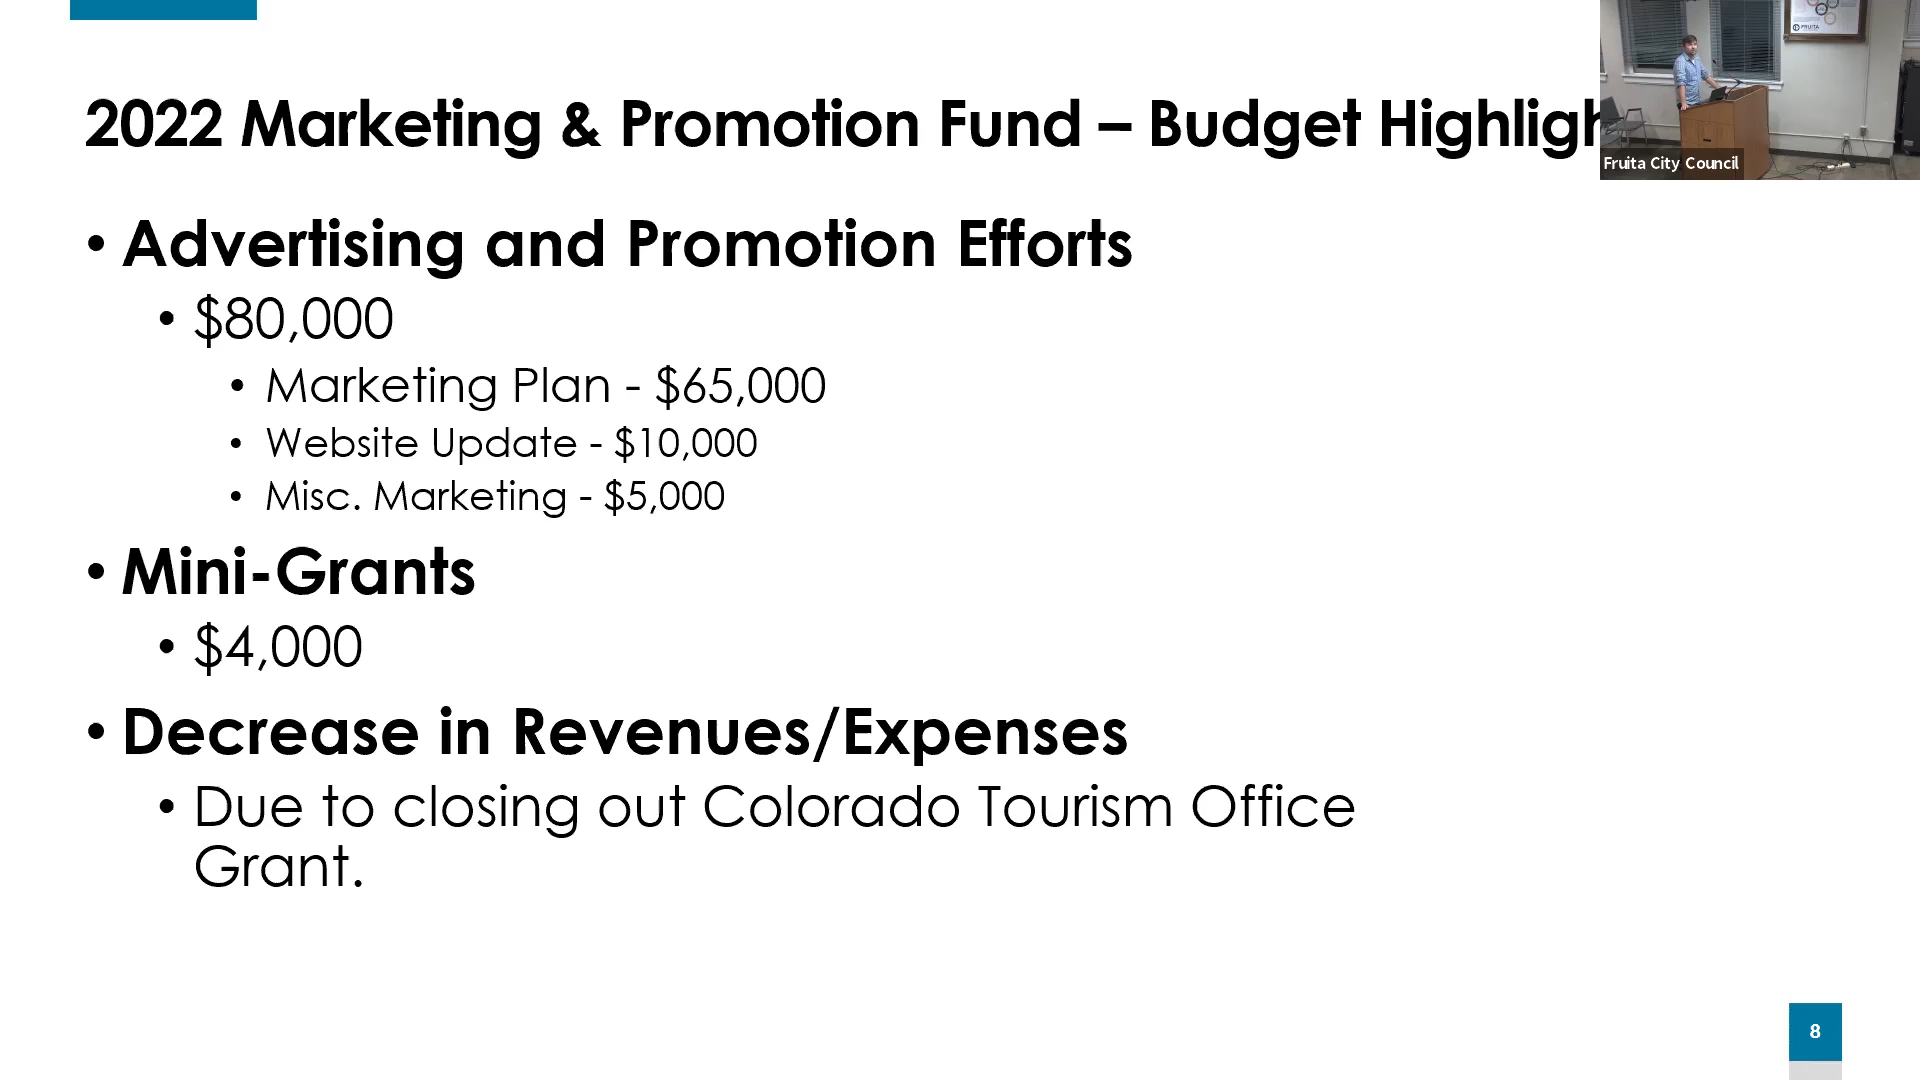 2022 Marketing & Promotion Fund – Budget Highligh
FRUITA
Fruita City Council
• Advertising and Promotion Efforts
• $80,000
• Marketing Plan - $65,000
• Website Update - $10,000
• Misc. Marketing - $5,000
• Mini-Grants
• $4,000
• Decrease in Revenues/Expenses
• Due to closing out Colorado Tourism Office
Grant.
8